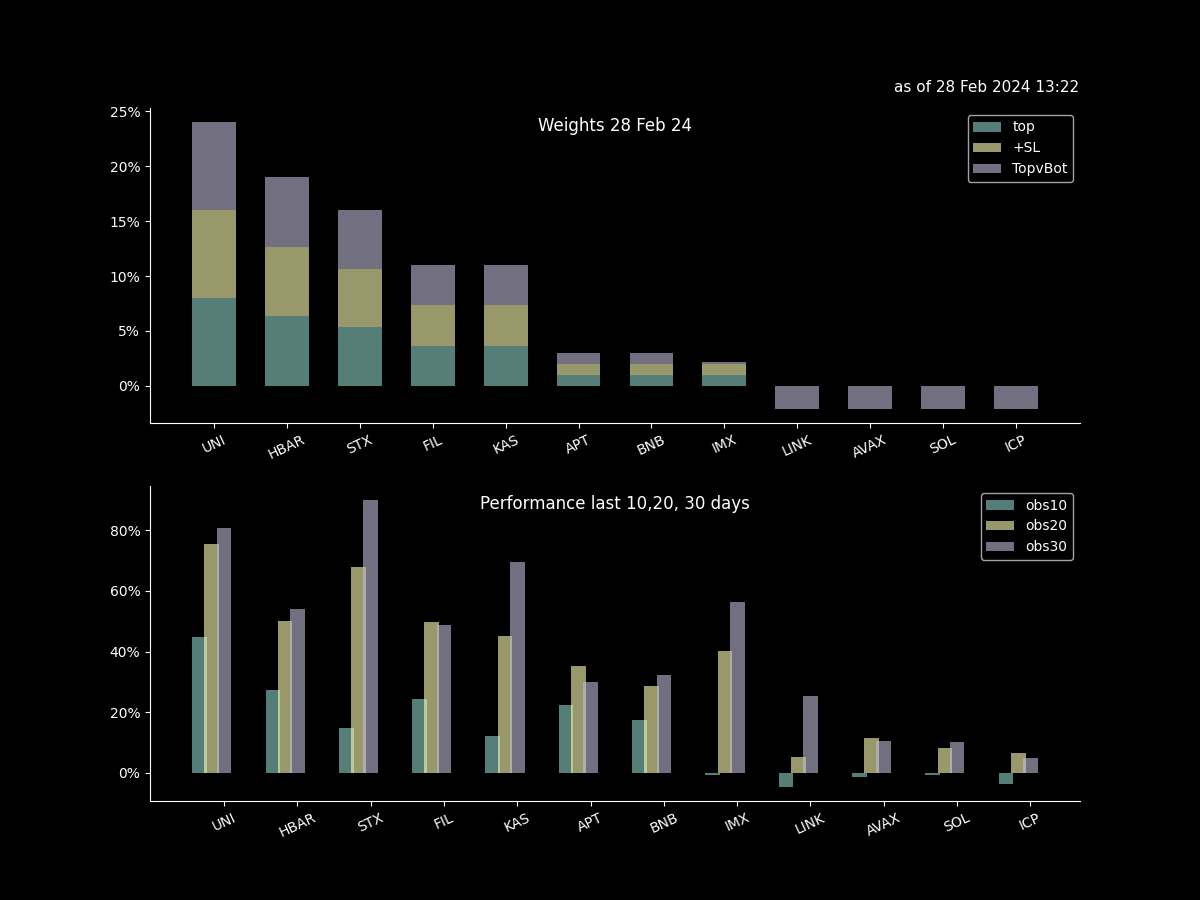 as of 28 Feb 2024 13:22
Weights 28 Feb 24
top
+SL
TopvBot
25%
20%
15%
10%
5%
0%
UNI HBAR STX FIL KAS APT BNB IMX LINK AVAX SOL ICP
Performance last 10,20, 30 days
obs10
obs20
obs30
80%
60%
40%
20%
0%
UNI HBAR STX FIL KAS APT BNB IMX LINK AVAX SOL ICP